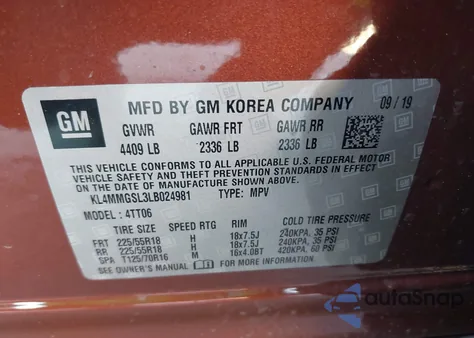 GM
MFD BY GM KOREA COMPANY 09/19
GVWR GAWR FRT GAWR RR
4409 LB 2336 LB 2336 LB
THIS VEHICLE CONFORMS TO ALL APPLICABLE U.S. FEDERAL MOTOR
VEHICLE SAFETY AND THEFT PREVENTION STANDARDS IN EFFECT
ON THE DATE OF MANUFACTURE SHOWN ABOVE.
KL4MMGSL3LB024981 TYPE: MPV
MODEL: 4TT06
TIRE SIZE SPEED RTG RIM COLD TIRE PRESSURE
FRT 225/55R18 H 18x7.5J 240KPA, 35 PSI
RR 225/55R18 H 18x7.5J 240KPA, 35 PSI
SPA T125/70R16 M 16x4.0BT 420KPA, 60 PSI
SEE OWNER'S MANUAL FOR MORE INFORMATION.
autoSnap